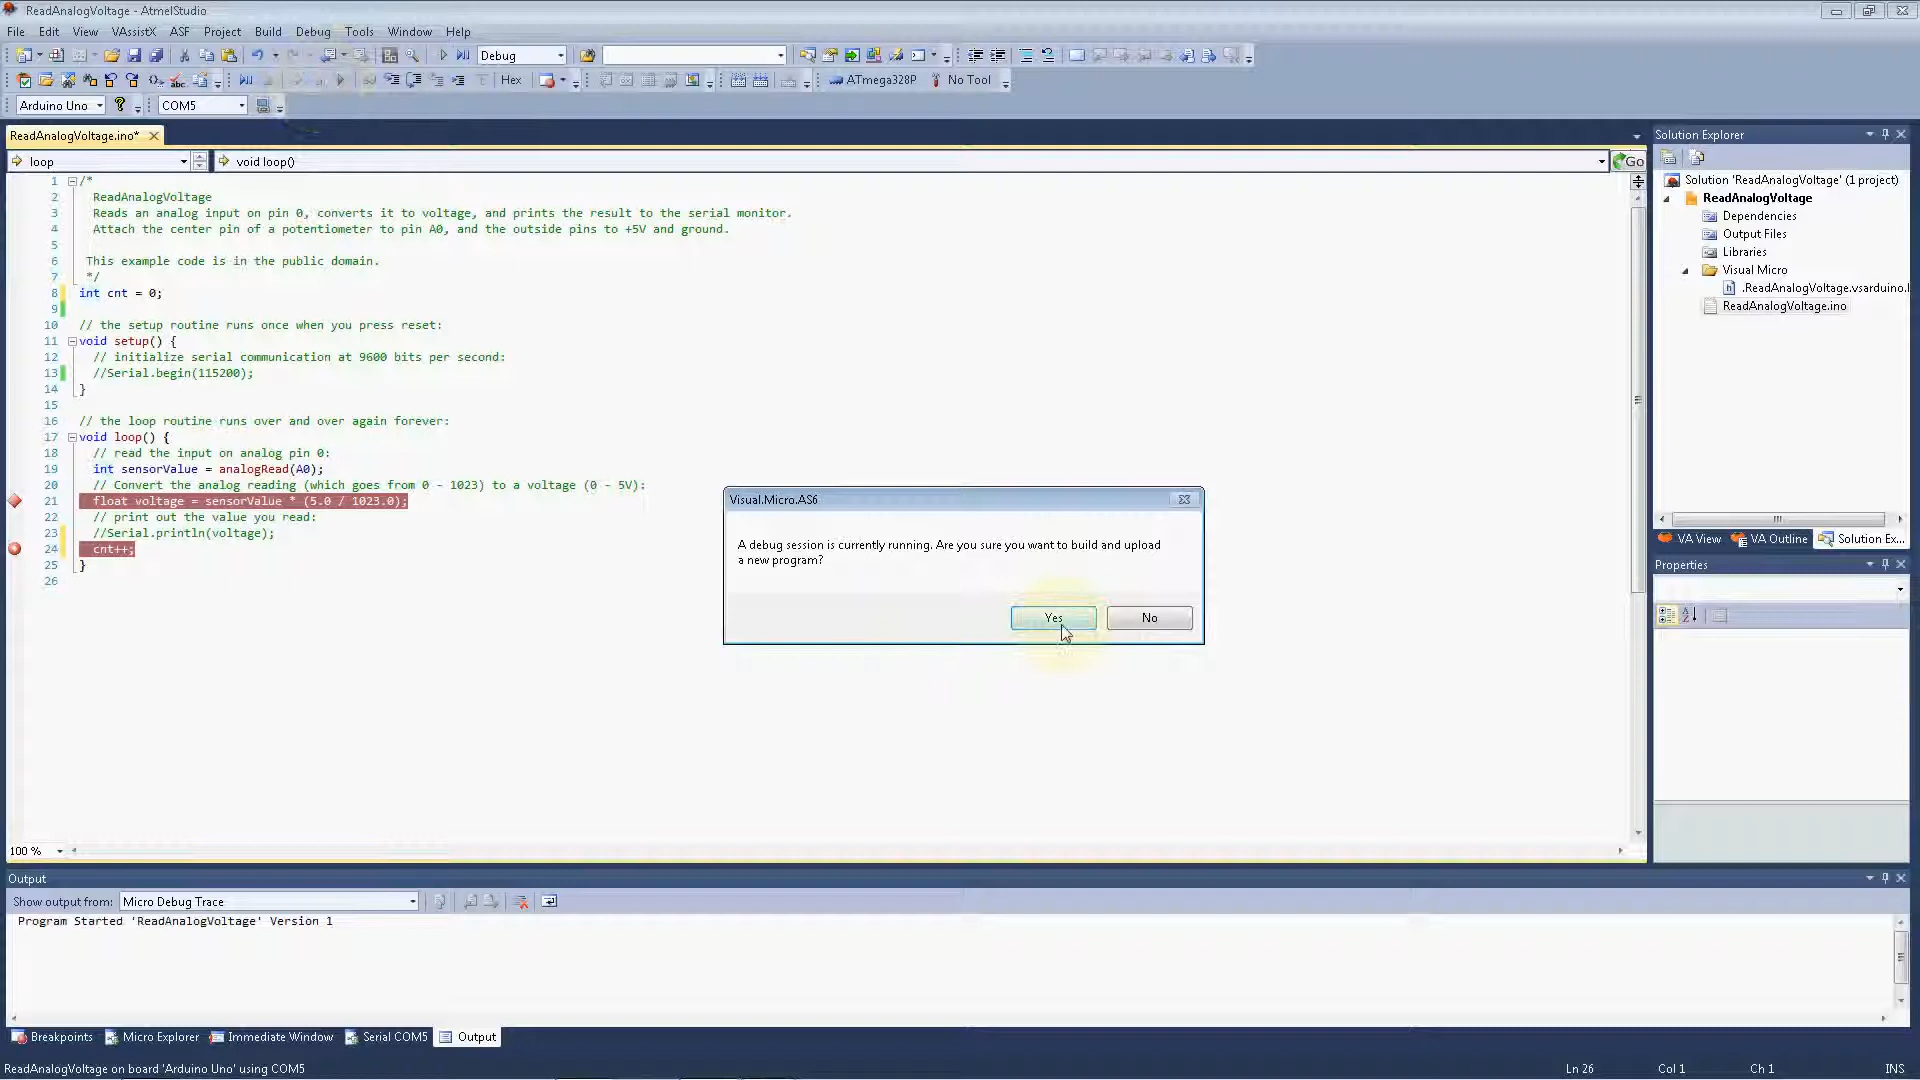 ReadAnalogVoltage - AtmelStudio
File Edit View VAssistX ASF Project Build Debug Tools Window Help
Debug
Hex ATmega328P No Tool
Arduino Uno COM5
ReadAnalogVoltage.ino*
loop void loop() Go
1 /*
2 ReadAnalogVoltage
3 Reads an analog input on pin 0, converts it to voltage, and prints the result to the serial monitor.
4 Attach the center pin of a potentiometer to pin A0, and the outside pins to +5V and ground.
5
6 This example code is in the public domain.
7 */
8 int cnt = 0;
9
10 // the setup routine runs once when you press reset:
11 void setup() {
12 // initialize serial communication at 9600 bits per second:
13 //Serial.begin(115200);
14 }
15
16 // the loop routine runs over and over again forever:
17 void loop() {
18 // read the input on analog pin 0:
19 int sensorValue = analogRead(A0);
20 // Convert the analog reading (which goes from 0 - 1023) to a voltage (0 - 5V):
21 float voltage = sensorValue * (5.0 / 1023.0);
22 // print out the value you read:
23 //Serial.println(voltage);
24 cnt++;
25 }
26
100 %
Visual.Micro.AS6
A debug session is currently running. Are you sure you want to build and upload
a new program?
Yes No
Solution Explorer
Solution 'ReadAnalogVoltage' (1 project)
ReadAnalogVoltage
Dependencies
Output Files
Libraries
Visual Micro
.ReadAnalogVoltage.vsarduino.
ReadAnalogVoltage.ino
VA View VA Outline Solution Ex...
Properties
Output
Show output from: Micro Debug Trace
Program Started 'ReadAnalogVoltage' Version 1
Breakpoints Micro Explorer Immediate Window Serial COM5 Output
ReadAnalogVoltage on board 'Arduino Uno' using COM5 Ln 26 Col 1 Ch 1 INS